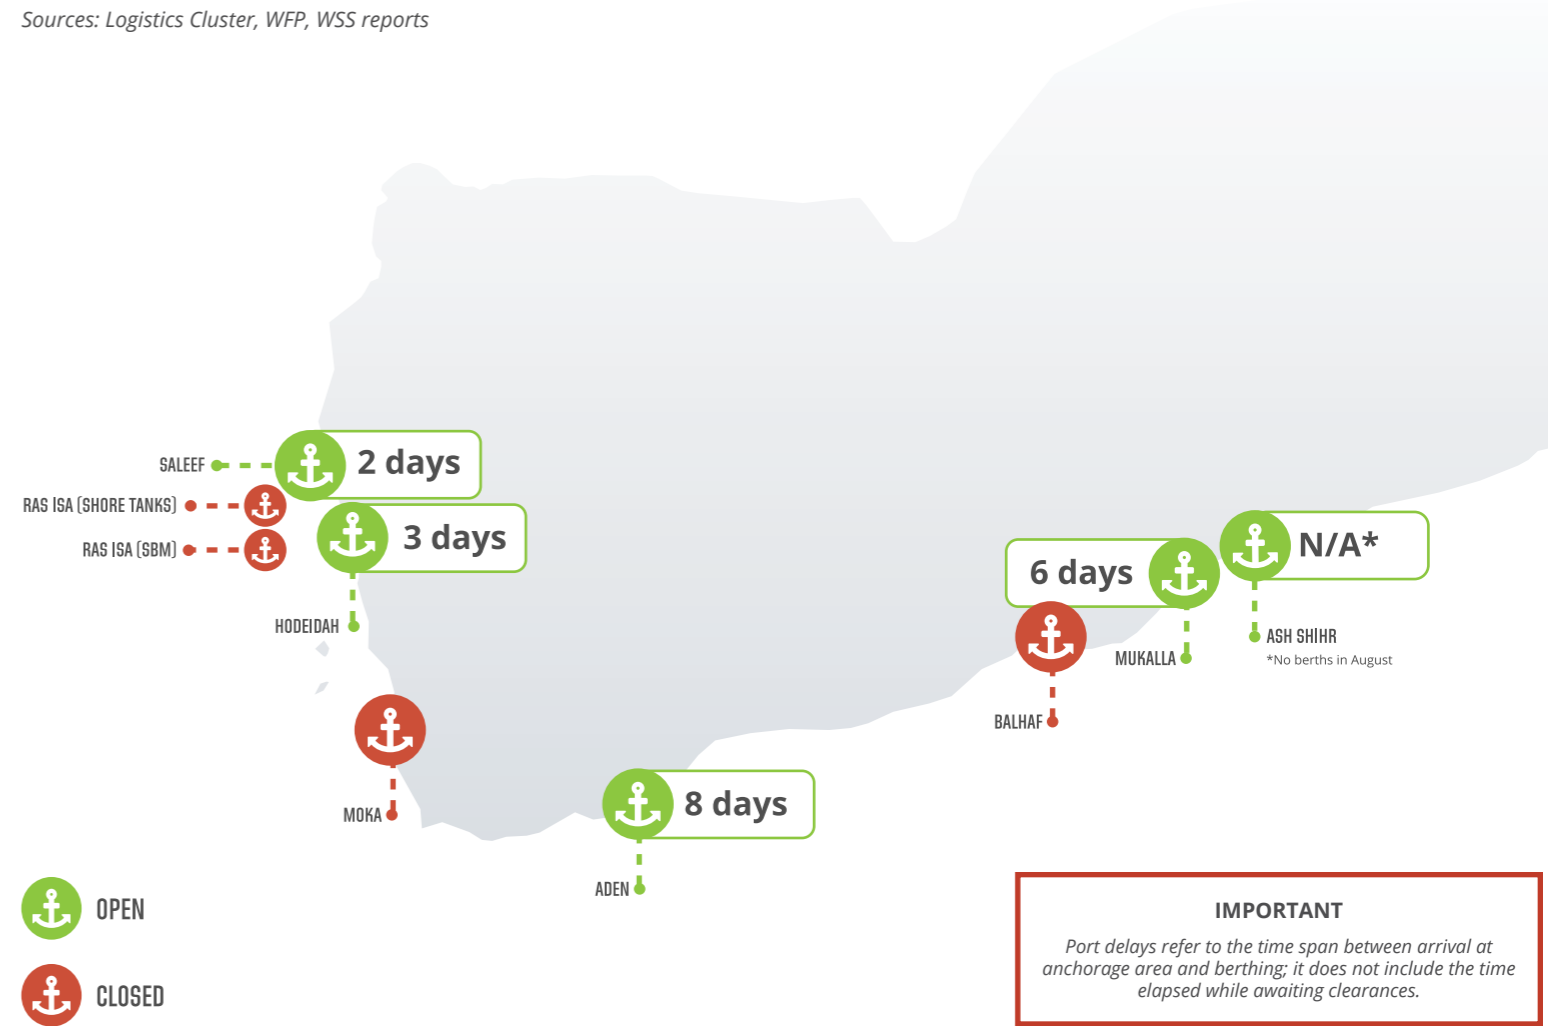 Sources: Logistics Cluster, WFP, WSS reports
SALEEF
2 days
RAS ISA (SHORE TANKS)
RAS ISA (SBM)
3 days
HODEIDAH
MOKA
8 days
ADEN
6 days
MUKALLA
BALHAF
N/A*
ASH SHIHR
*No berths in August
OPEN
CLOSED
IMPORTANT
Port delays refer to the time span between arrival at
anchorage area and berthing; it does not include the time
elapsed while awaiting clearances.